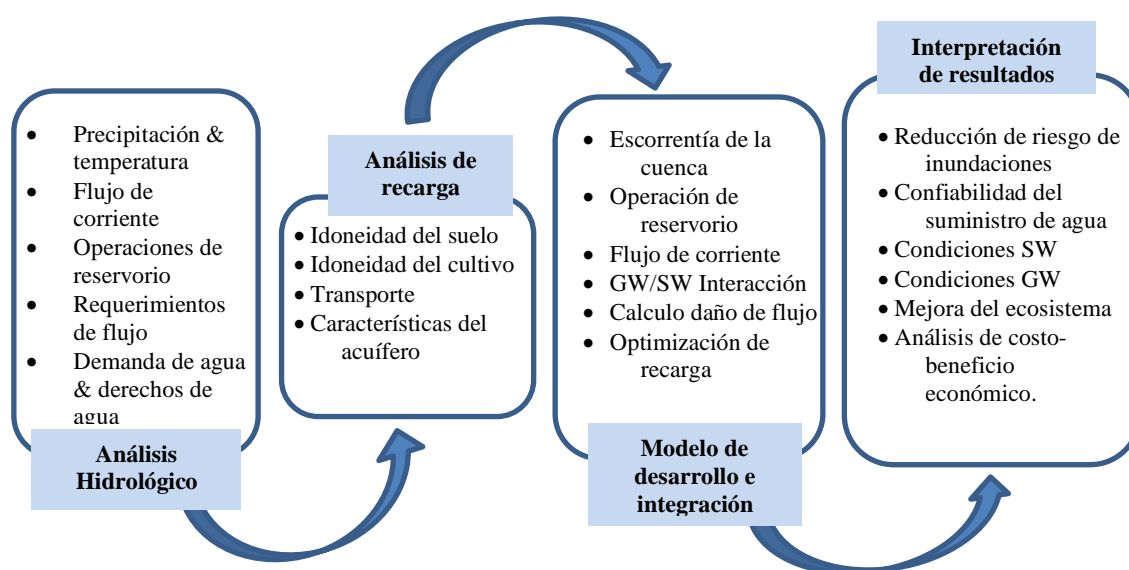 • Precipitación &
temperatura
• Flujo de
corriente
• Operaciones de
reservorio
• Requerimientos
de flujo
• Demanda de agua
& derechos de
agua
Análisis
Hidrológico
Análisis de
recarga
• Idoneidad del suelo
• Idoneidad del cultivo
• Transporte
• Características del
acuífero
• Escorrentía de la
cuenca
• Operación de
reservorio
• Flujo de corriente
• GW/SW Interacción
• Calculo daño de flujo
• Optimización de
recarga
Modelo de
desarrollo e
integración
Interpretación
de resultados
• Reducción de riesgo de
inundaciones
• Confiabilidad del
suministro de agua
• Condiciones SW
• Condiciones GW
• Mejora del ecosistema
• Análisis de costo-
beneficio
económico.